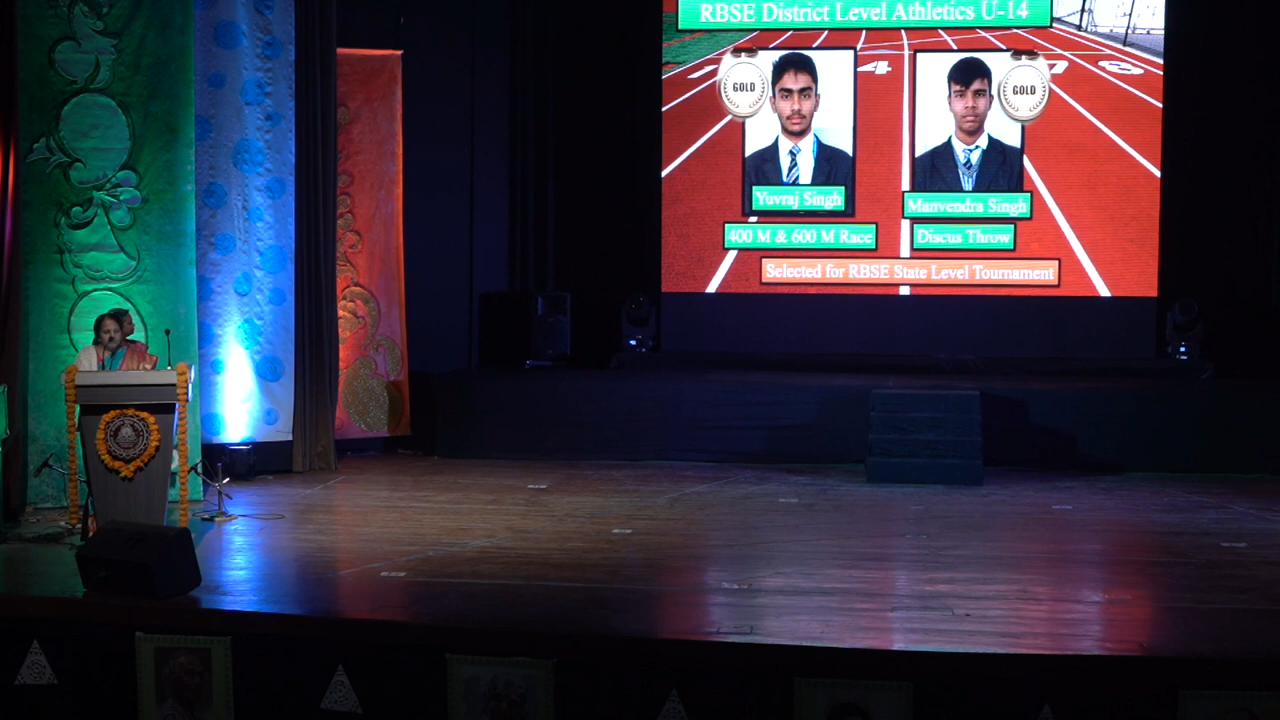 RBSE District Level Athletics U-14
4
GOLD
GOLD
Yuvraj Singh
Manvendra Singh
400 M & 600 M Race
Discus Throw
Selected for RBSE State Level Tournament